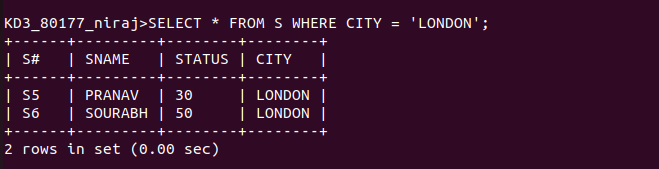 KD3_80177_niraj>SELECT * FROM S WHERE CITY = 'LONDON';
+------+---------+--------+--------+
| S#   | SNAME   | STATUS | CITY   |
+------+---------+--------+--------+
| S5   | PRANAV  | 30     | LONDON |
| S6   | SOURABH | 50     | LONDON |
+------+---------+--------+--------+
2 rows in set (0.00 sec)